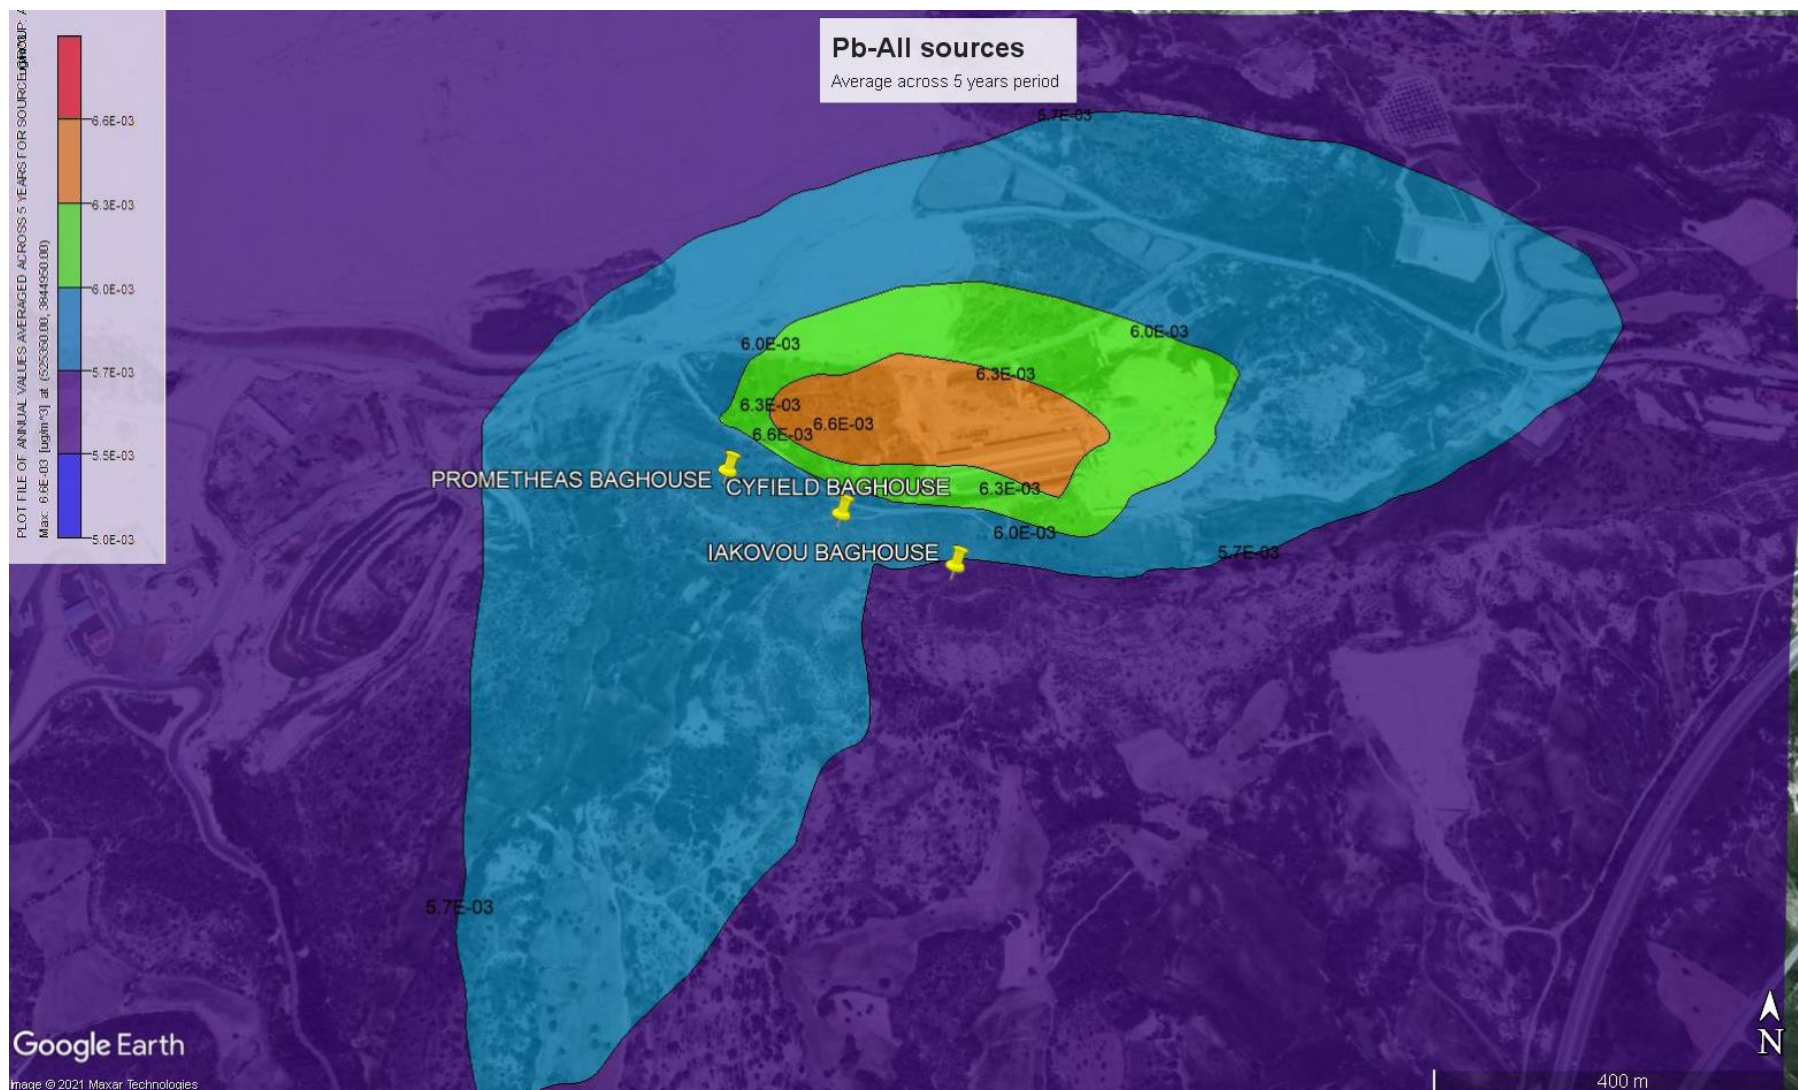 Pb-All sources
Average across 5 years period
PLOT FILE OF ANNUAL VALUES AVERAGED ACROSS 5 YEARS FOR SOURCE GROUP: A
Max: 6.6E-03 [ug/m^3] at
6.6E-03
6.3E-03
6.0E-03
5.7E-03
5.5E-03
5.0E-03
5.7E-03
6.0E-03
6.0E-03
6.3E-03
6.3E-03
6.6E-03
6.6E-03
PROMETHEAS BAGHOUSE
CYFIELD BAGHOUSE
6.3E-03
6.0E-03
IAKOVOU BAGHOUSE
5.7E-03
5.7E-03
Google Earth
Image © 2021 Maxar Technologies
N
400 m